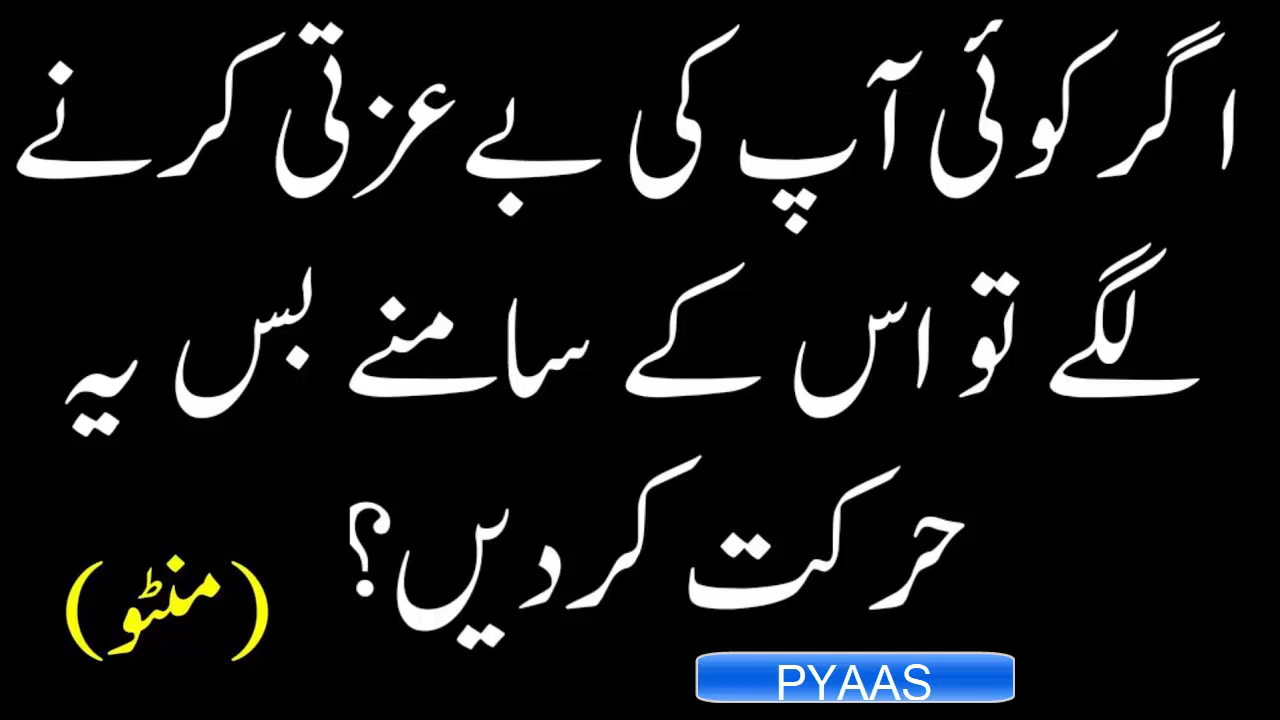 اگر کوئی آپ کی بے عزتی کرنے
لگے تو اس کے سامنے بس یہ
حرکت کردیں؟
(منٹو)
PYAAS